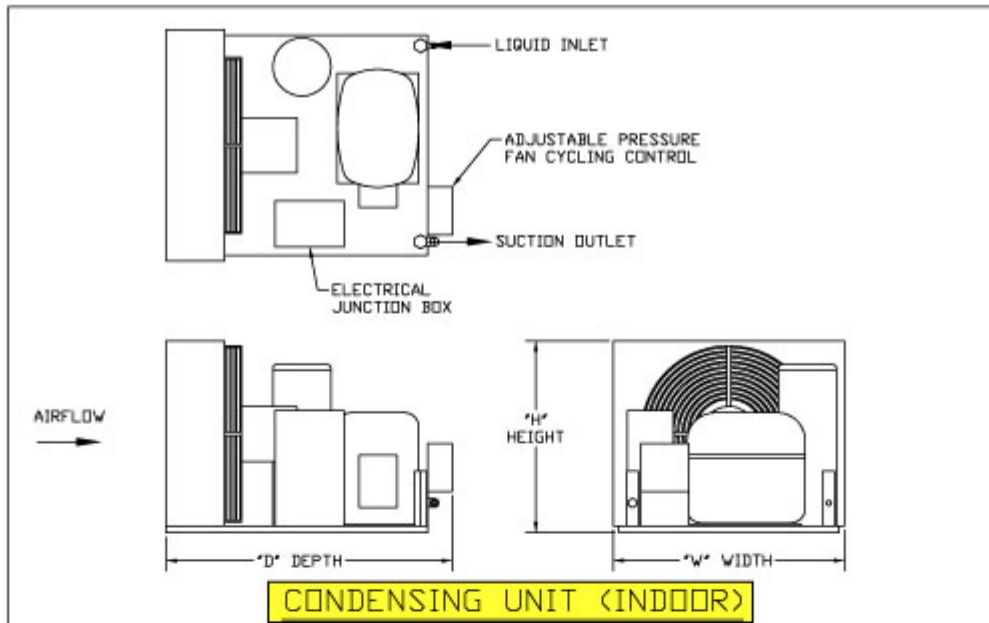 LIQUID INLET
ADJUSTABLE PRESSURE
FAN CYCLING CONTROL
SUCTION OUTLET
ELECTRICAL
JUNCTION BOX
AIRFLOW
"H"
HEIGHT
"D" DEPTH
"W" WIDTH
CONDENSING UNIT (INDOOR)